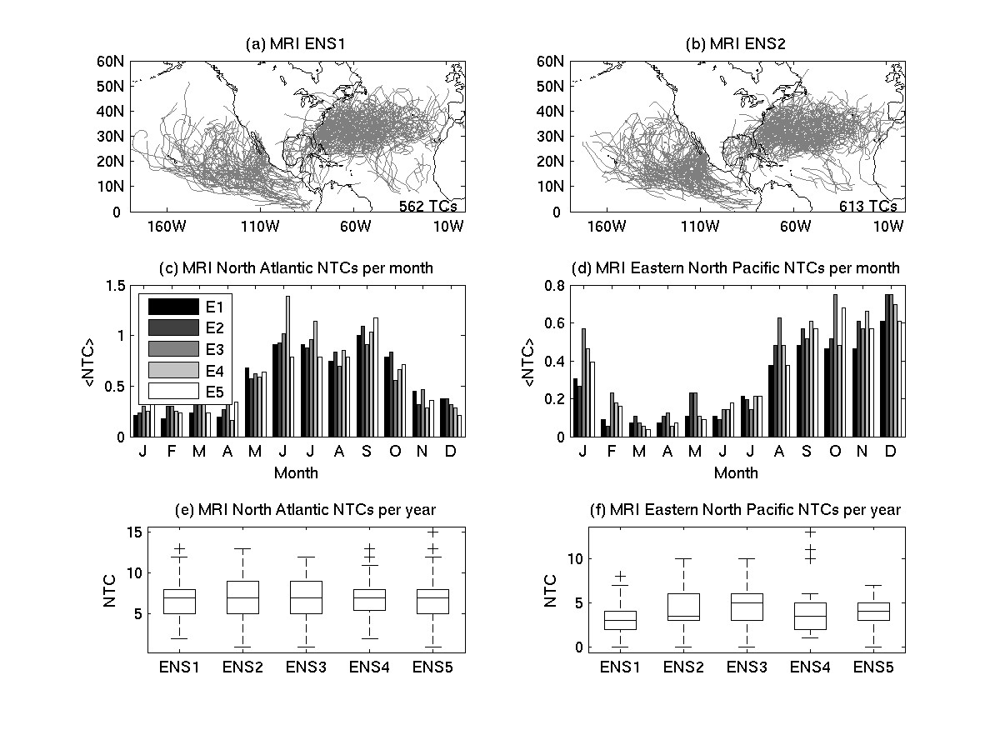 (a) MRI ENS1
60N
50N
40N
30N
20N
10N
0
562 TCs
160W 110W 60W 10W
(b) MRI ENS2
60N
50N
40N
30N
20N
10N
0
613 TCs
160W 110W 60W 10W
(c) MRI North Atlantic NTCs per month
1.5
1
0.5
0
<NTC>
E1
E2
E3
E4
E5
J F M A M J J A S O N D
Month
(d) MRI Eastern North Pacific NTCs per month
0.8
0.6
0.4
0.2
0
<NTC>
J F M A M J J A S O N D
Month
(e) MRI North Atlantic NTCs per year
15
10
5
NTC
ENS1 ENS2 ENS3 ENS4 ENS5
(f) MRI Eastern North Pacific NTCs per year
10
5
0
NTC
ENS1 ENS2 ENS3 ENS4 ENS5